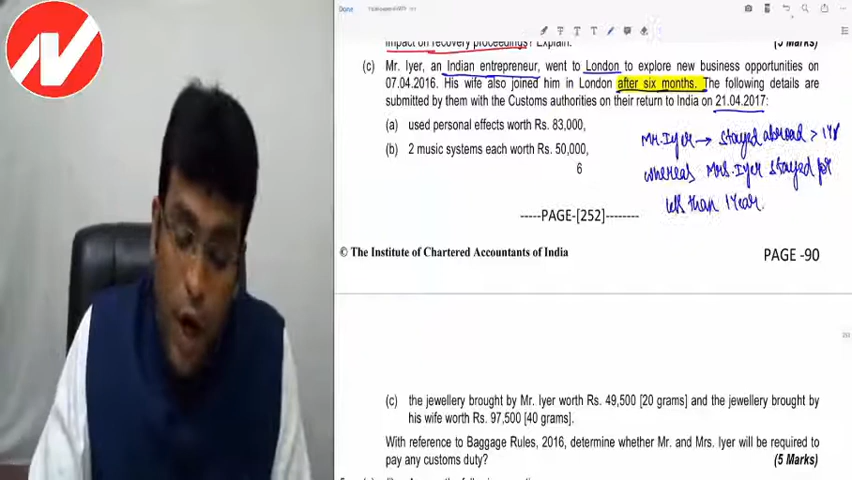 Done
impact on recovery proceedings? Explain. (5 Marks)
(c) Mr. Iyer, an Indian entrepreneur, went to London to explore new business opportunities on
07.04.2016. His wife also joined him in London after six months. The following details are
submitted by them with the Customs authorities on their return to India on 21.04.2017:
(a) used personal effects worth Rs. 83,000,
(b) 2 music systems each worth Rs. 50,000,
6
Mr. Iyer → stayed abroad > 1 yr
whereas Mrs. Iyer stayed for
less than 1 Year.
-----PAGE-[252]--------
© The Institute of Chartered Accountants of India PAGE -90
(c) the jewellery brought by Mr. Iyer worth Rs. 49,500 [20 grams] and the jewellery brought by
his wife worth Rs. 97,500 [40 grams].
With reference to Baggage Rules, 2016, determine whether Mr. and Mrs. Iyer will be required to
pay any customs duty? (5 Marks)